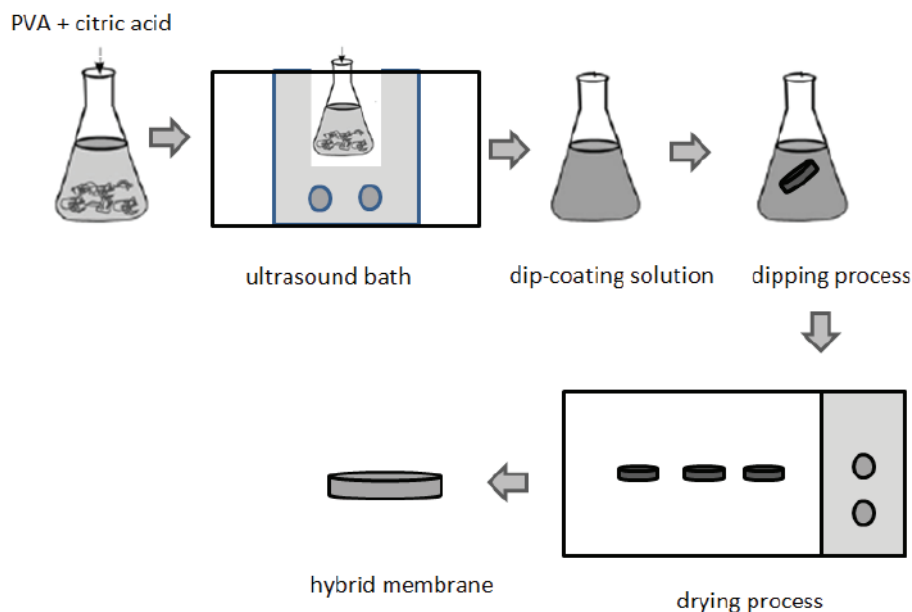 PVA + citric acid
ultrasound bath
dip-coating solution
dipping process
hybrid membrane
drying process